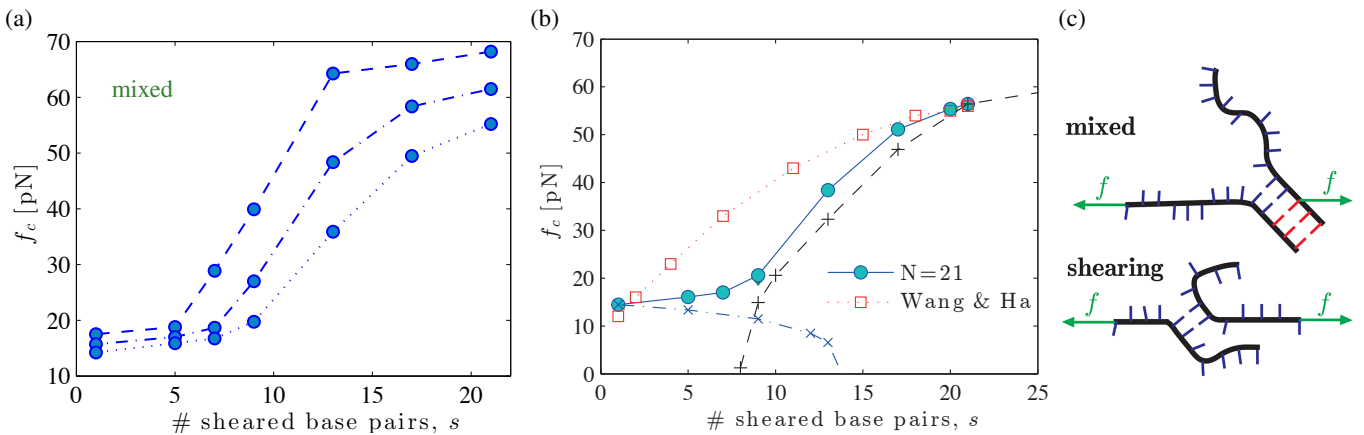 (a)
70
60
50
40
30
20
10
0
5
10
15
20
f_c [pN]
# sheared base pairs, s
mixed
(b)
70
60
50
40
30
20
10
0
0
5
10
15
20
25
f_c [pN]
# sheared base pairs, s
N=21
Wang & Ha
(c)
mixed
f
f
shearing
f
f